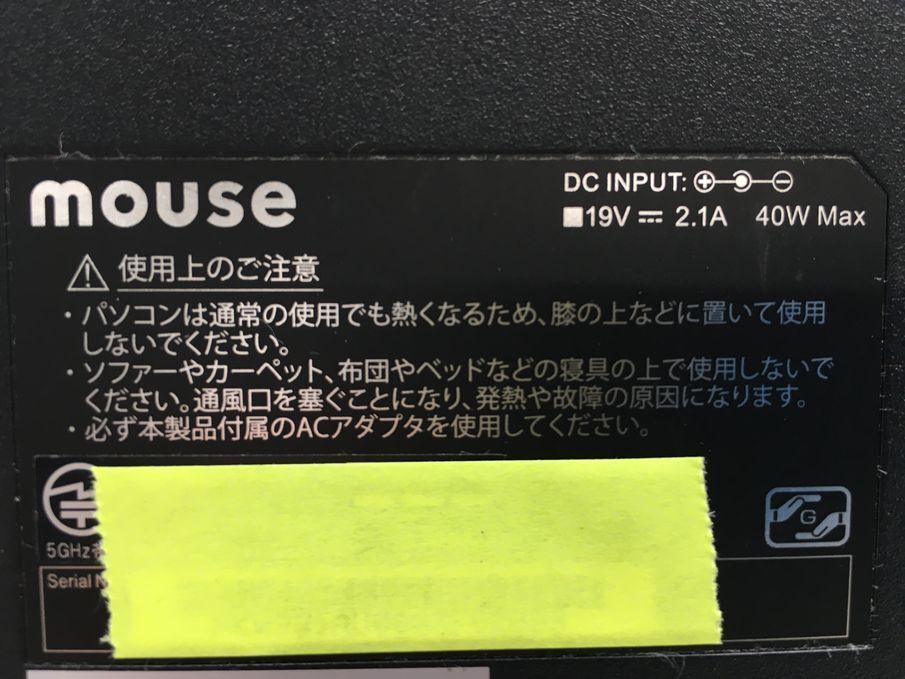 mouse
DC INPUT:
19V 2.1A 40W Max
使用上のご注意
・パソコンは通常の使用でも熱くなるため、膝の上などに置いて使用
しないでください。
・ソファーやカーペット、布団やベッドなどの寝具の上で使用しないで
ください。通風口を塞ぐことになり、発熱や故障の原因になります。
・必ず本製品付属のACアダプタを使用してください。
G
5GHz
Serial